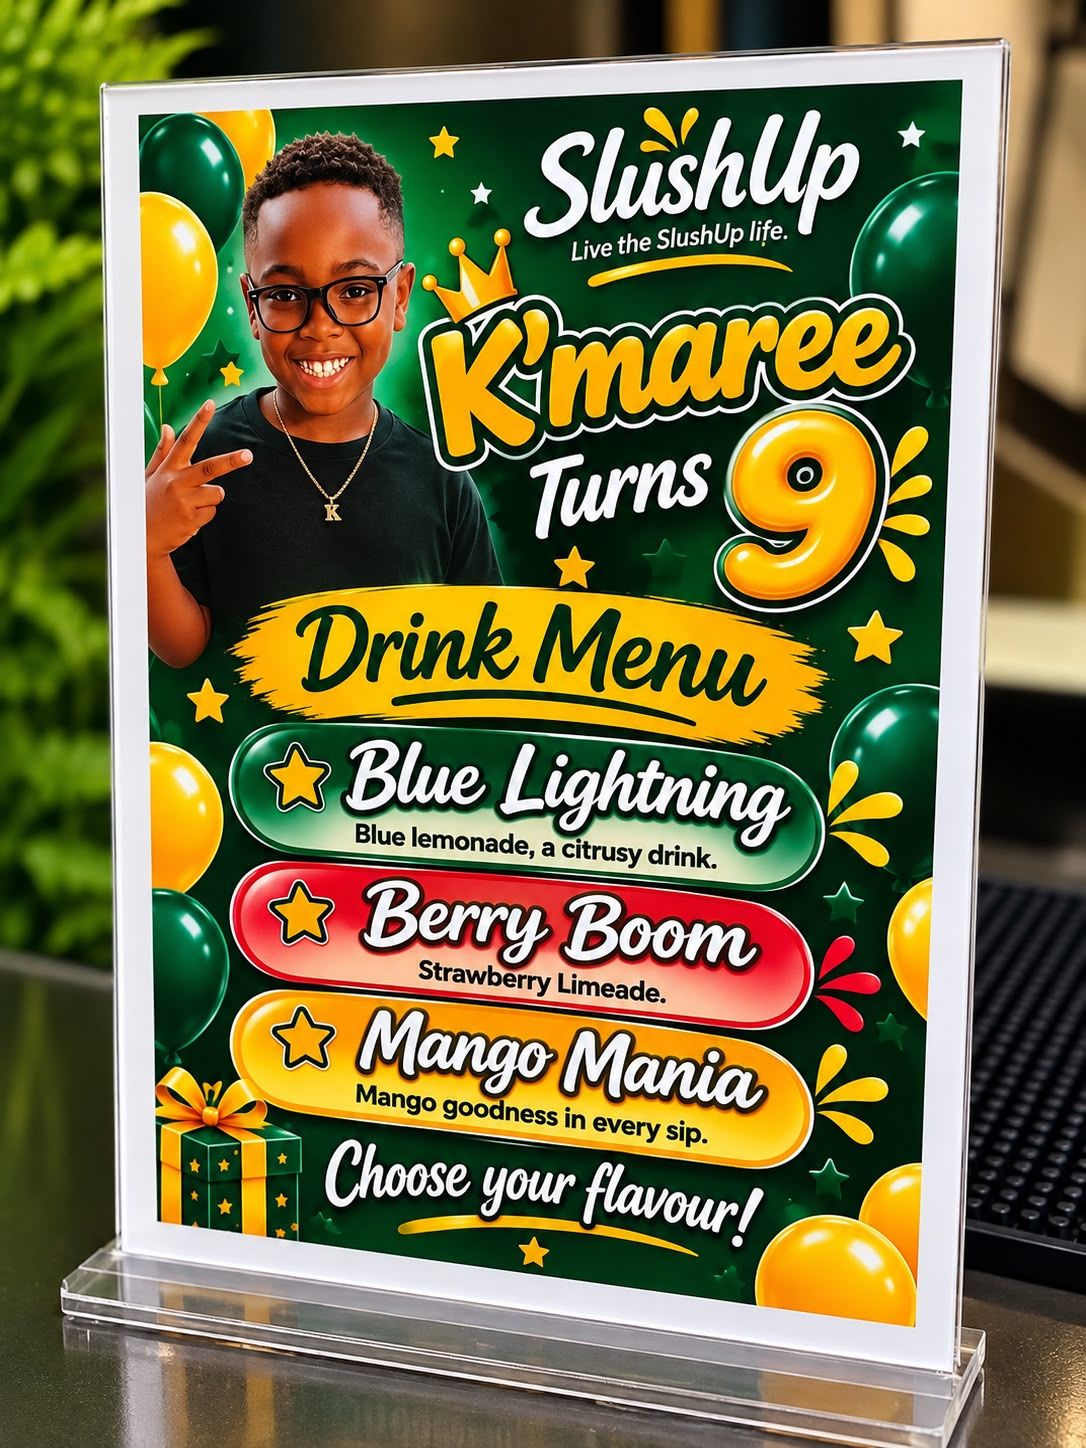 SlushUp
Live the SlushUp life.
K'maree
Turns 9
K
Drink Menu
Blue Lightning
Blue lemonade, a citrusy drink.
Berry Boom
Strawberry Limeade.
Mango Mania
Mango goodness in every sip.
Choose your flavour!